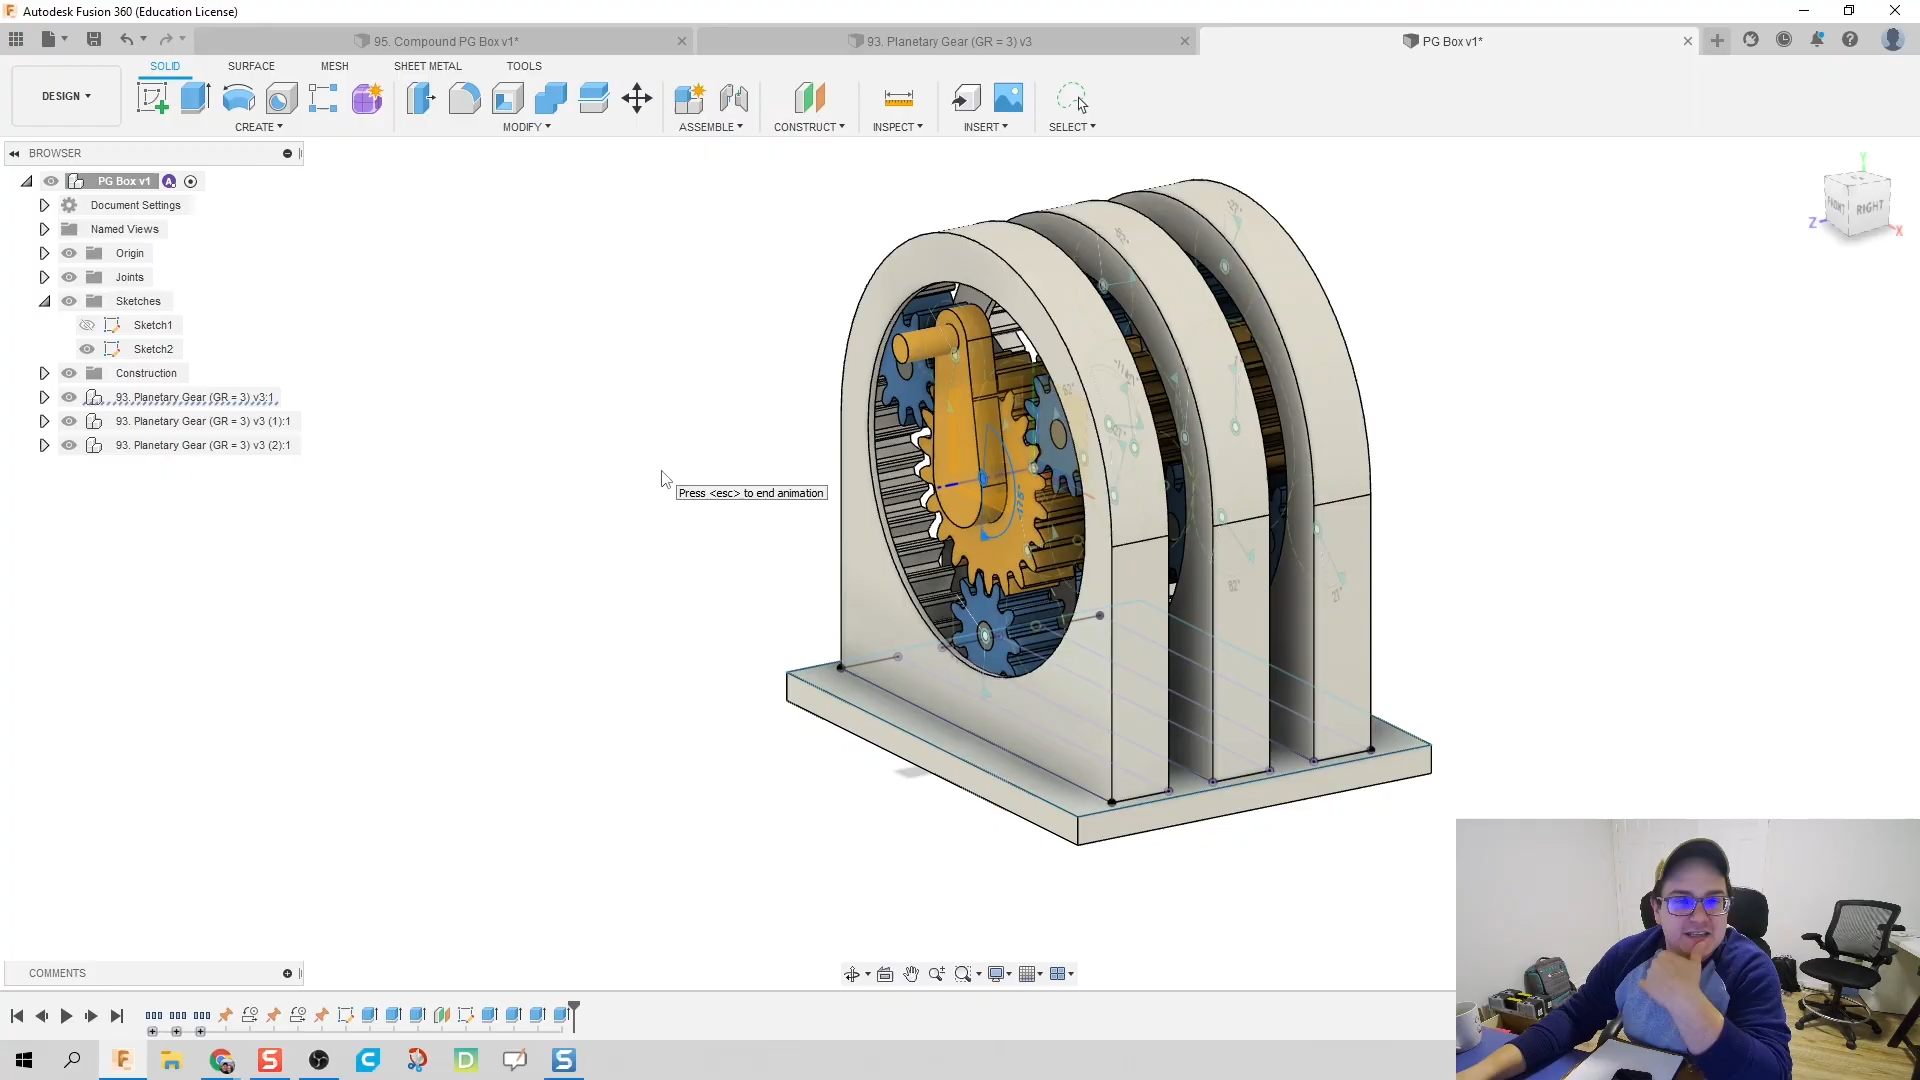 Autodesk Fusion 360 (Education License)
95. Compound PG Box v1*
93. Planetary Gear (GR = 3) v3
PG Box v1*
DESIGN
SOLID
SURFACE
MESH
SHEET METAL
TOOLS
CREATE
MODIFY
ASSEMBLE
CONSTRUCT
INSPECT
INSERT
SELECT
BROWSER
PG Box v1
Document Settings
Named Views
Origin
Joints
Sketches
Sketch1
Sketch2
Construction
93. Planetary Gear (GR = 3) v3:1
93. Planetary Gear (GR = 3) v3 (1):1
93. Planetary Gear (GR = 3) v3 (2):1
Press <esc> to end animation
FRONT
RIGHT
Y
Z
X
COMMENTS